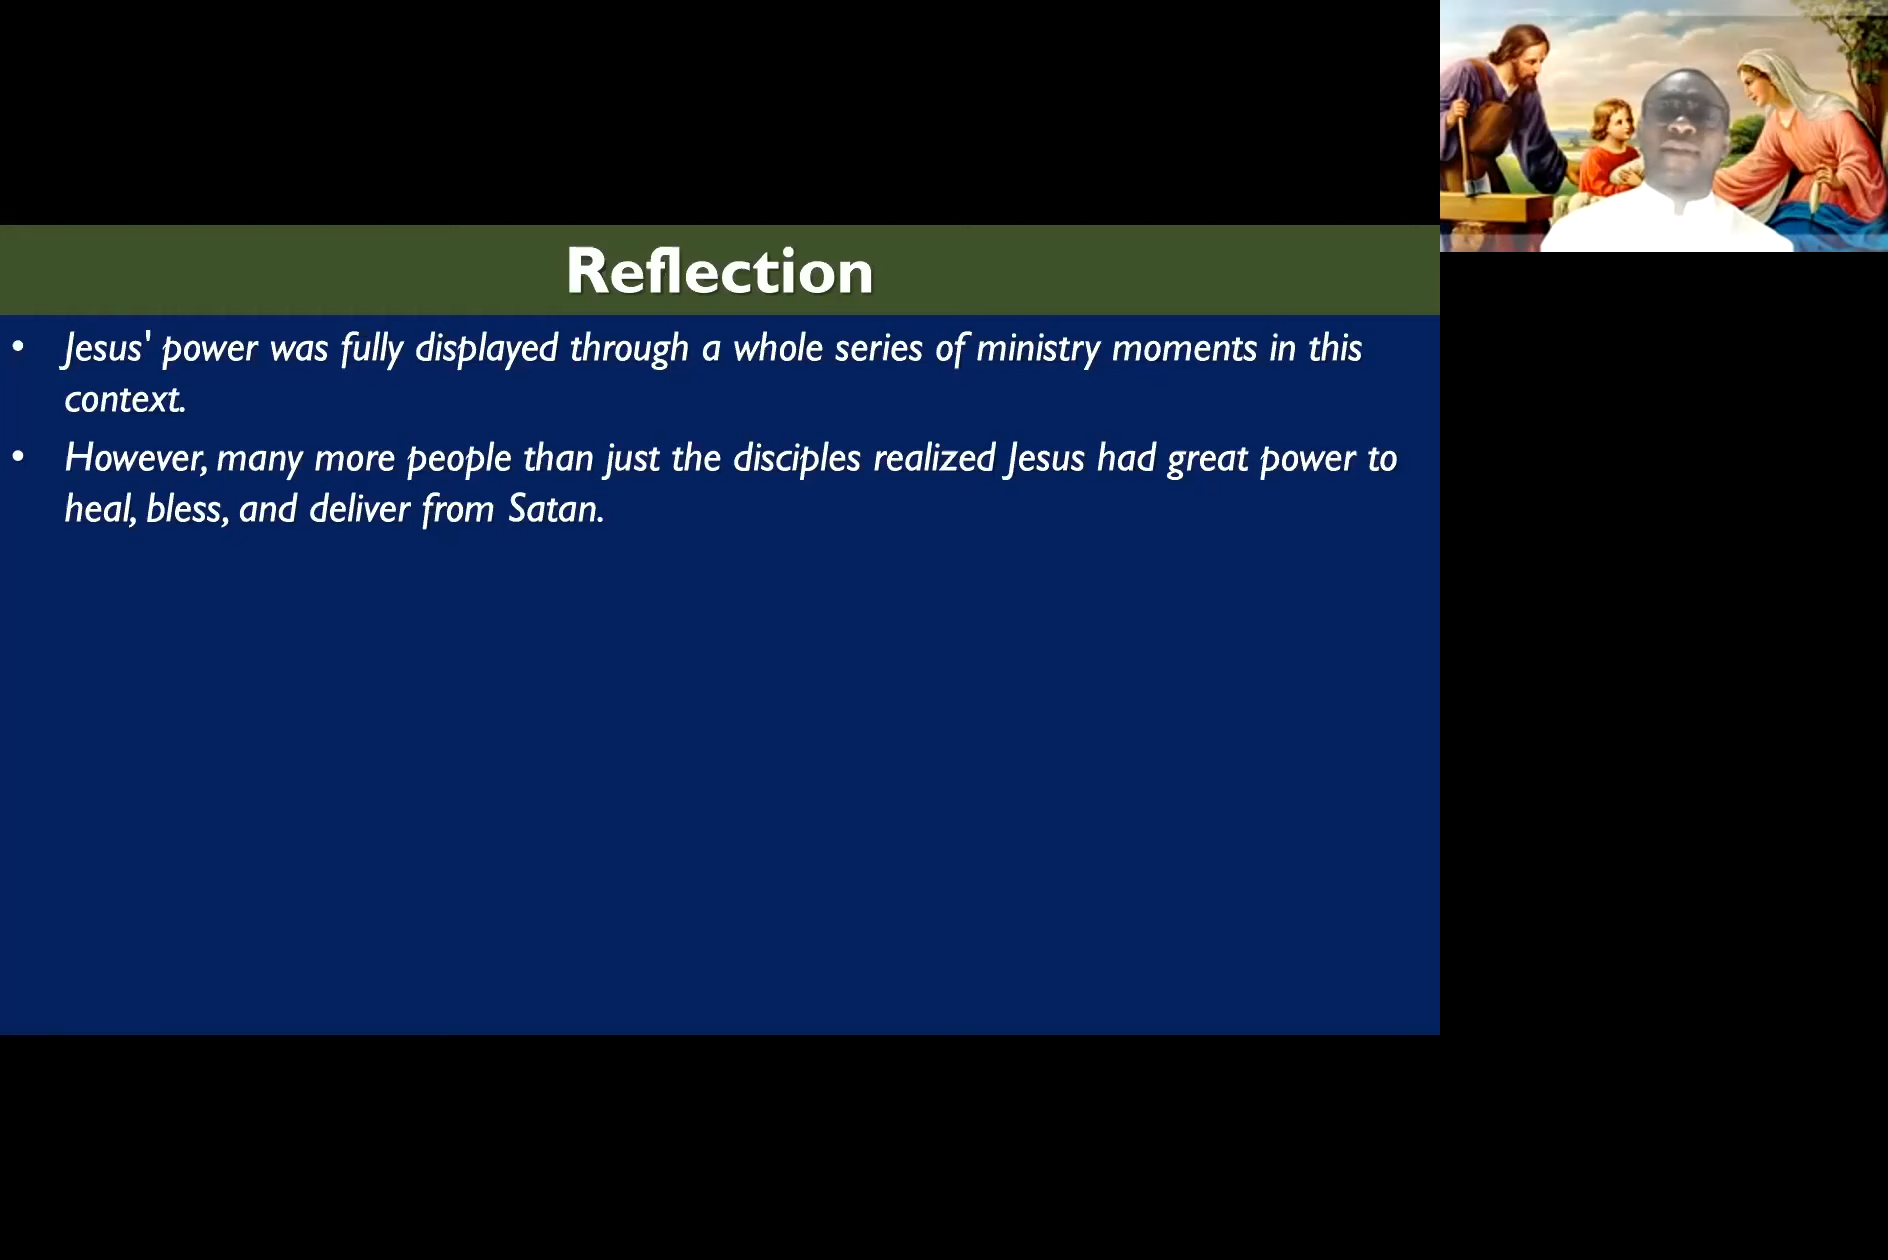 Reflection
• Jesus' power was fully displayed through a whole series of ministry moments in this
context.
• However, many more people than just the disciples realized Jesus had great power to
heal, bless, and deliver from Satan.